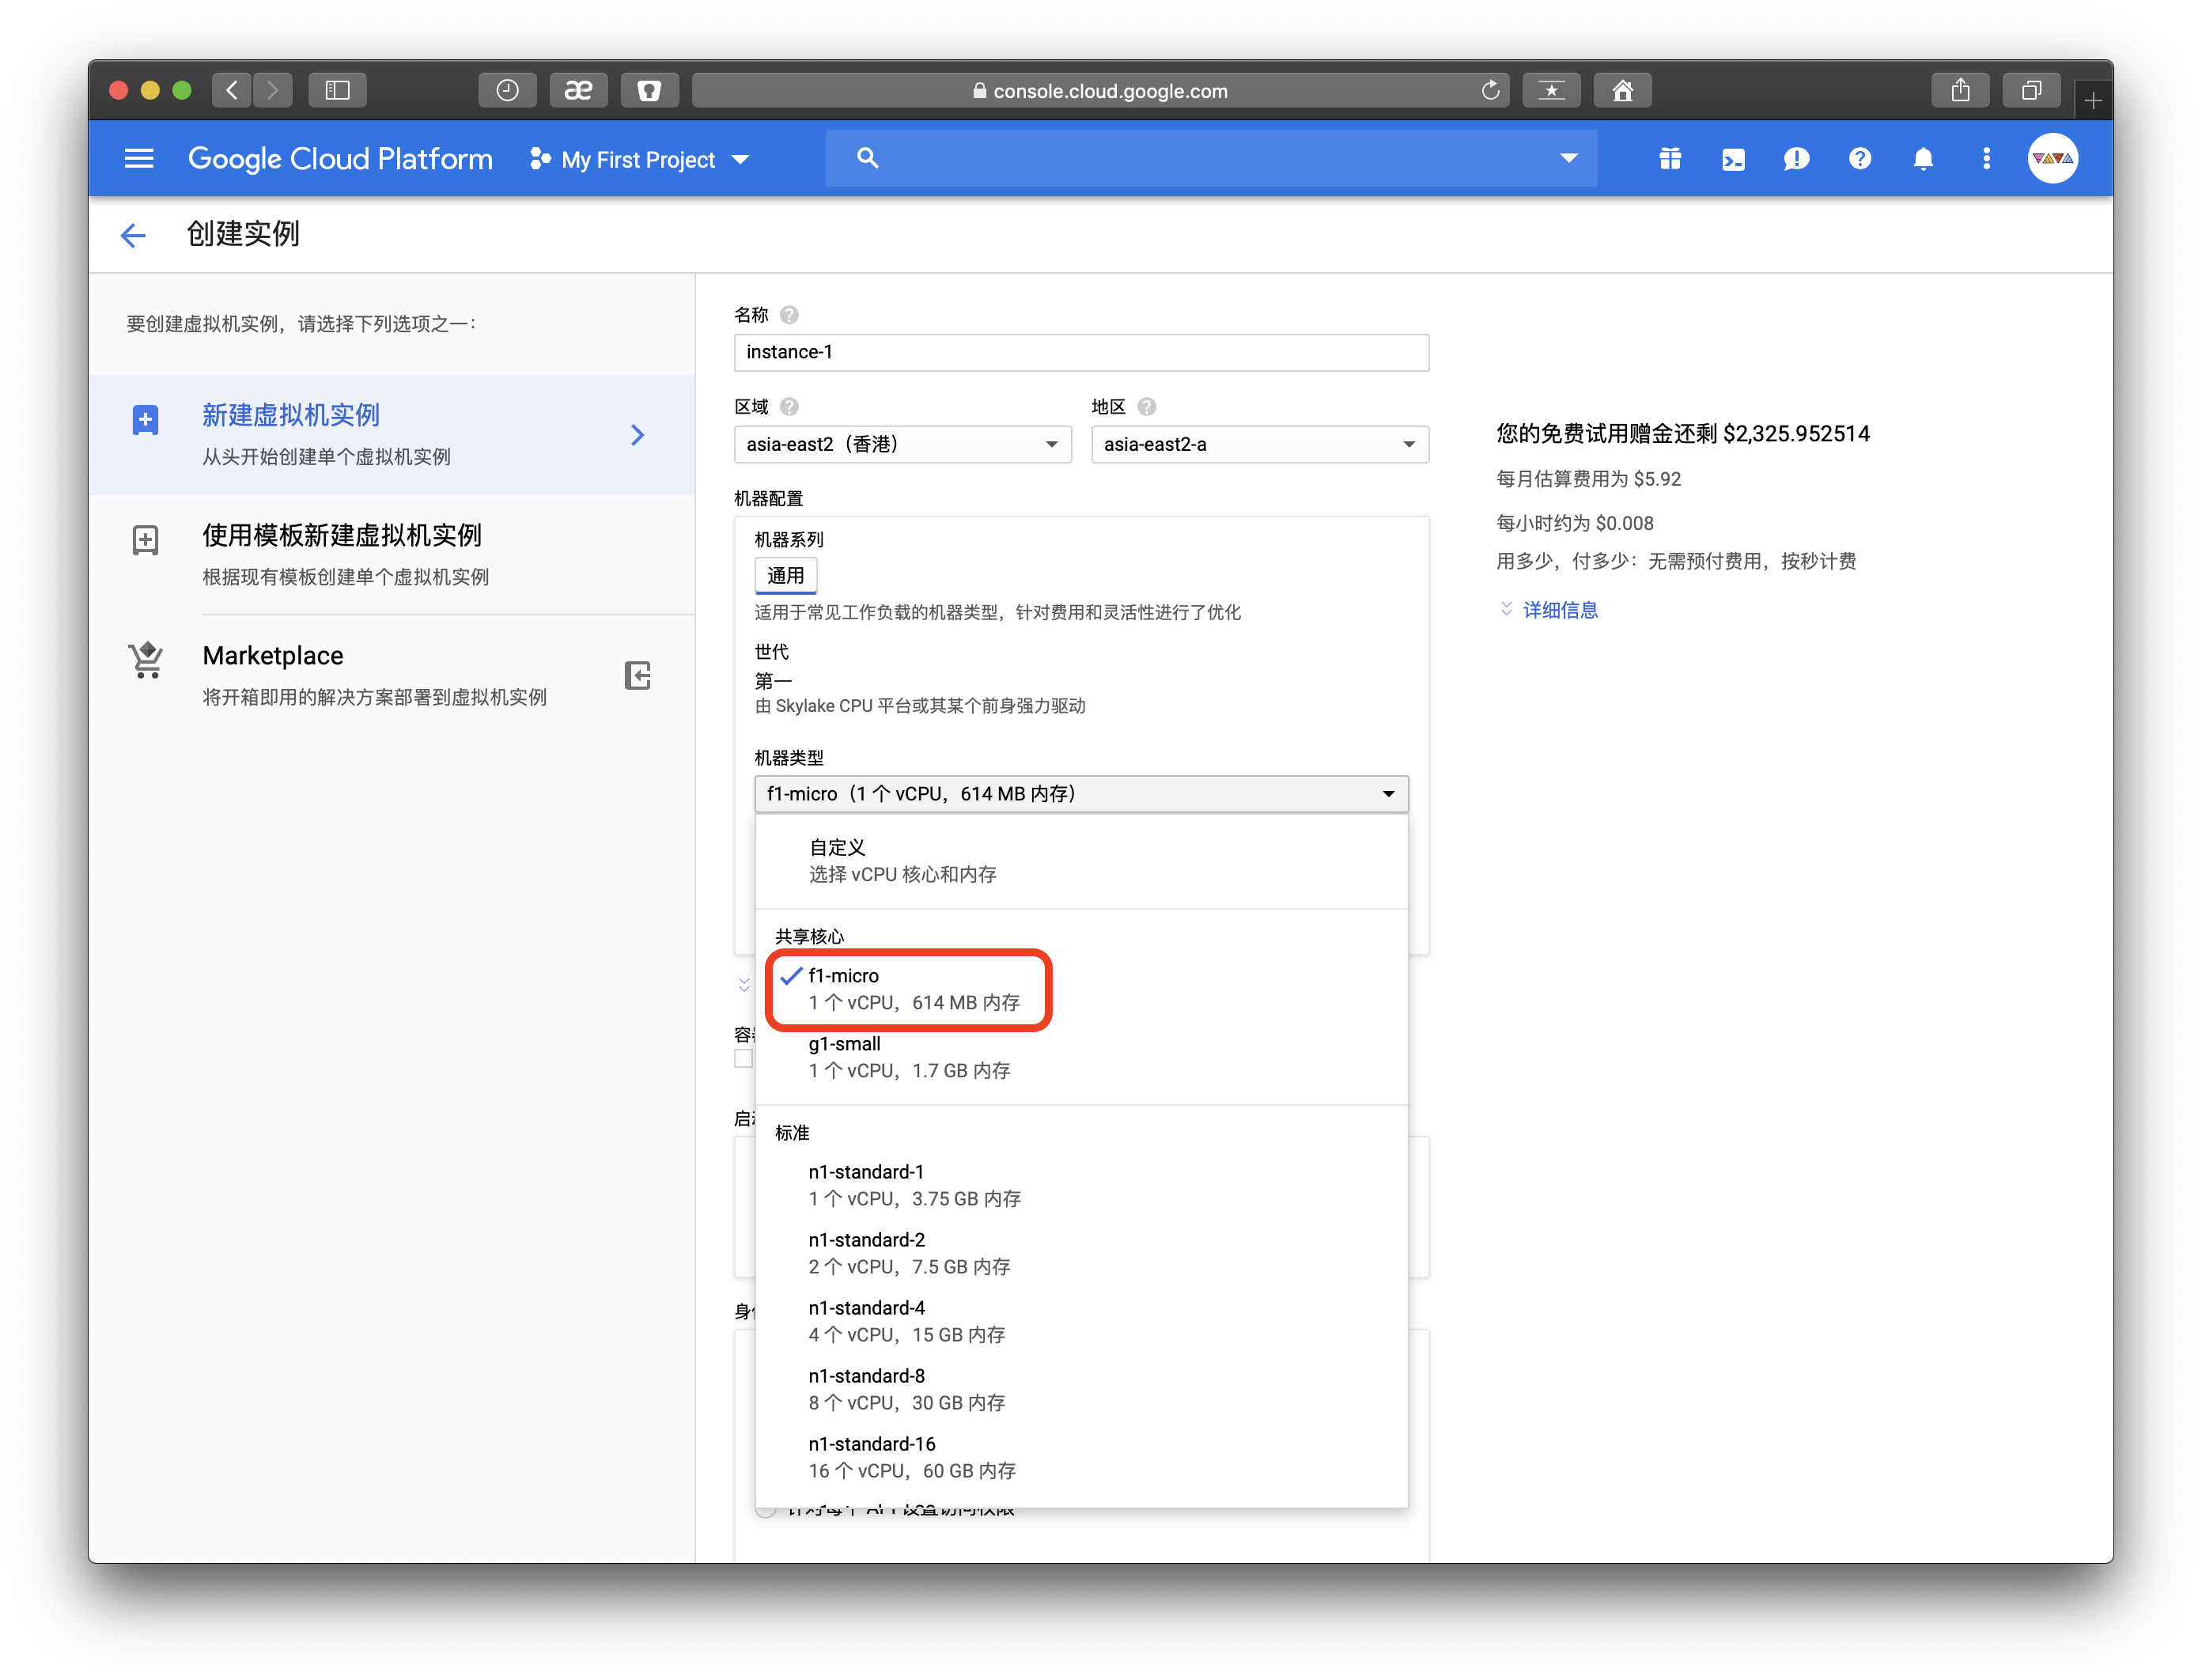 æ
console.cloud.google.com
Google Cloud Platform
My First Project
创建实例
要创建虚拟机实例，请选择下列选项之一：
新建虚拟机实例
从头开始创建单个虚拟机实例
使用模板新建虚拟机实例
根据现有模板创建单个虚拟机实例
Marketplace
将开箱即用的解决方案部署到虚拟机实例
名称
instance-1
区域
地区
asia-east2（香港）
asia-east2-a
机器配置
机器系列
通用
适用于常见工作负载的机器类型，针对费用和灵活性进行了优化
世代
第一
由 Skylake CPU 平台或其某个前身强力驱动
机器类型
f1-micro（1 个 vCPU，614 MB 内存）
自定义
选择 vCPU 核心和内存
共享核心
f1-micro
1 个 vCPU，614 MB 内存
g1-small
1 个 vCPU，1.7 GB 内存
标准
n1-standard-1
1 个 vCPU，3.75 GB 内存
n1-standard-2
2 个 vCPU，7.5 GB 内存
n1-standard-4
4 个 vCPU，15 GB 内存
n1-standard-8
8 个 vCPU，30 GB 内存
n1-standard-16
16 个 vCPU，60 GB 内存
针对每个 API 设置访问权限
您的免费试用赠金还剩 $2,325.952514
每月估算费用为 $5.92
每小时约为 $0.008
用多少，付多少：无需预付费用，按秒计费
详细信息